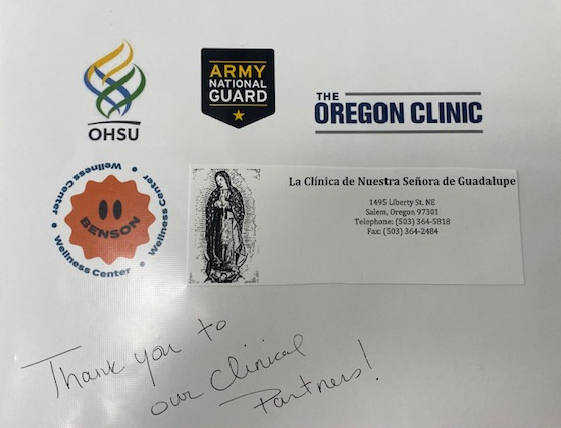 OHSU
ARMY
NATIONAL
GUARD
THE
OREGON CLINIC
Wellness Center • Wellness Center • Wellness Center •
BENSON
La Clínica de Nuestra Señora de Guadalupe
1495 Liberty St. NE
Salem, Oregon 97301
Telephone: (503) 364-5818
Fax: (503) 364-2484
Thank you to
our Clinical
Partners!